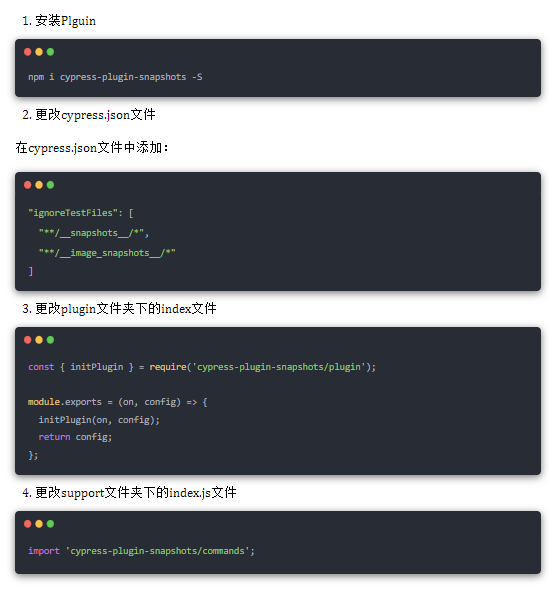 1. 安装Plguin
npm i cypress-plugin-snapshots -S
2. 更改cypress.json文件
在cypress.json文件中添加：
"ignoreTestFiles": [
"**/__snapshots__/*",
"**/__image_snapshots__/*"
]
3. 更改plugin文件夹下的index文件
const { initPlugin } = require('cypress-plugin-snapshots/plugin');
module.exports = (on, config) => {
initPlugin(on, config);
return config;
};
4. 更改support文件夹下的index.js文件
import 'cypress-plugin-snapshots/commands';